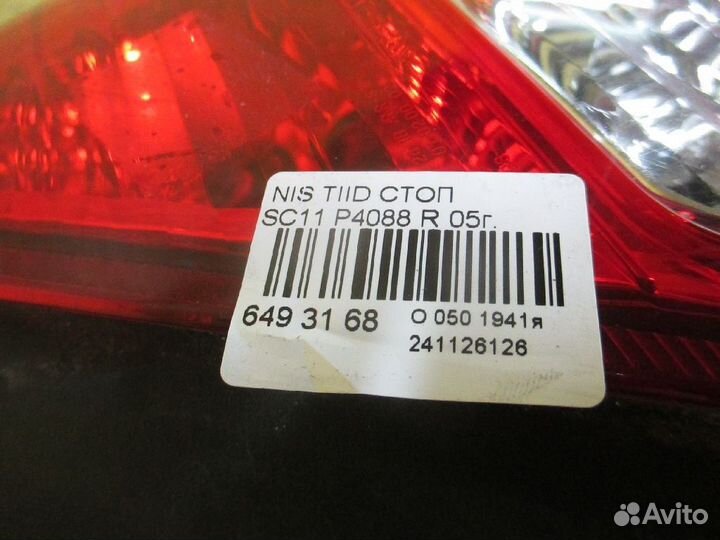 NIS TIID СТОП
SC11 P4088 R 05г.
649 31 68
О 050 1941я
241126126
Avito